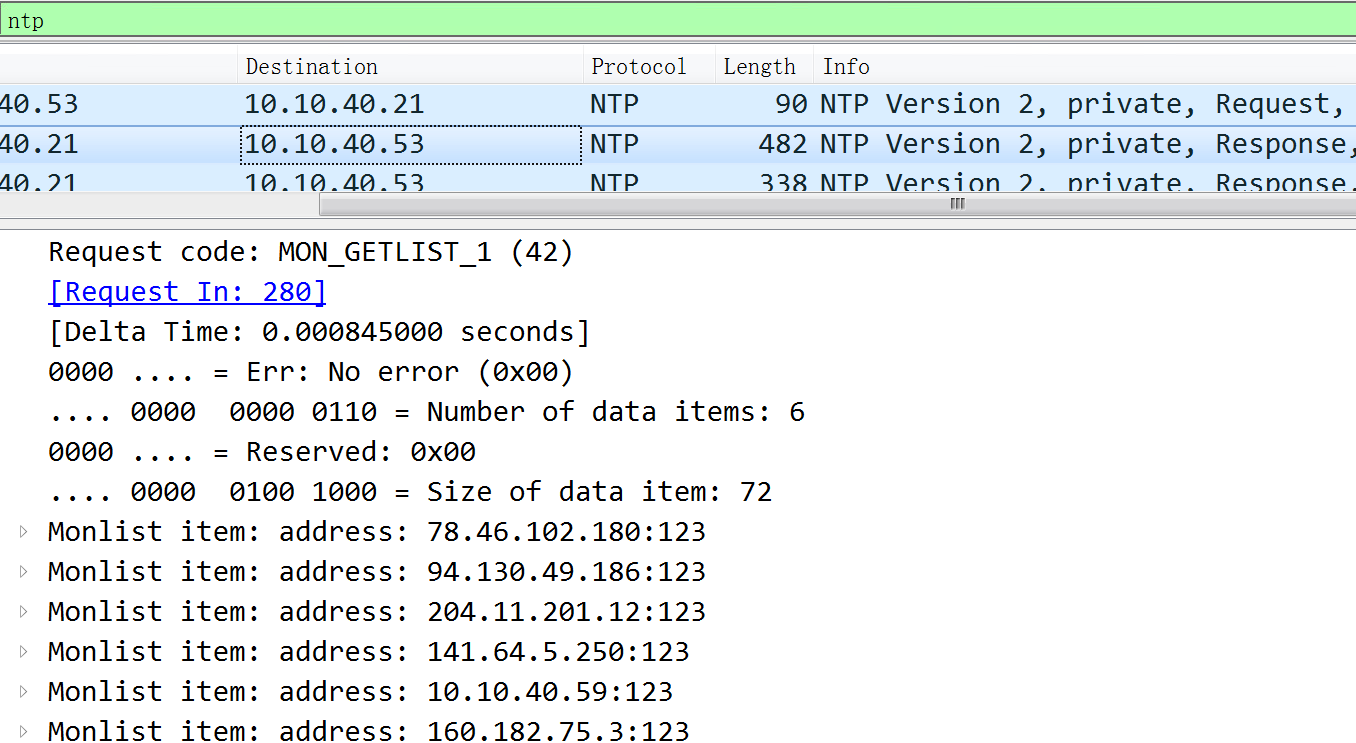 ntp
Destination Protocol Length Info
40.53 10.10.40.21 NTP 90 NTP Version 2, private, Request,
40.21 10.10.40.53 NTP 482 NTP Version 2, private, Response,
40.21 10.10.40.53 NTP 338 NTP Version 2, private, Response,
Request code: MON_GETLIST_1 (42)
[Request In: 280]
[Delta Time: 0.000845000 seconds]
0000 .... = Err: No error (0x00)
.... 0000  0000 0110 = Number of data items: 6
0000 .... = Reserved: 0x00
.... 0000  0100 1000 = Size of data item: 72
Monlist item: address: 78.46.102.180:123
Monlist item: address: 94.130.49.186:123
Monlist item: address: 204.11.201.12:123
Monlist item: address: 141.64.5.250:123
Monlist item: address: 10.10.40.59:123
Monlist item: address: 160.182.75.3:123